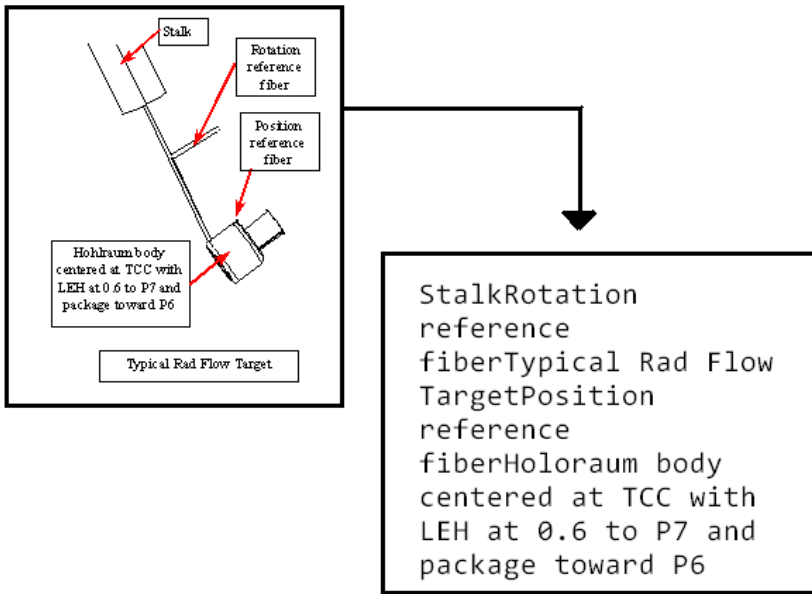 Stalk
Rotation
reference
fiber
Position
reference
fiber
Hohlraum body
centered at TCC with
LEH at 0.6 to P7 and
package toward P6
Typical Rad Flow Target
StalkRotation
reference
fiberTypical Rad Flow
TargetPosition
reference
fiberHoloraum body
centered at TCC with
LEH at 0.6 to P7 and
package toward P6